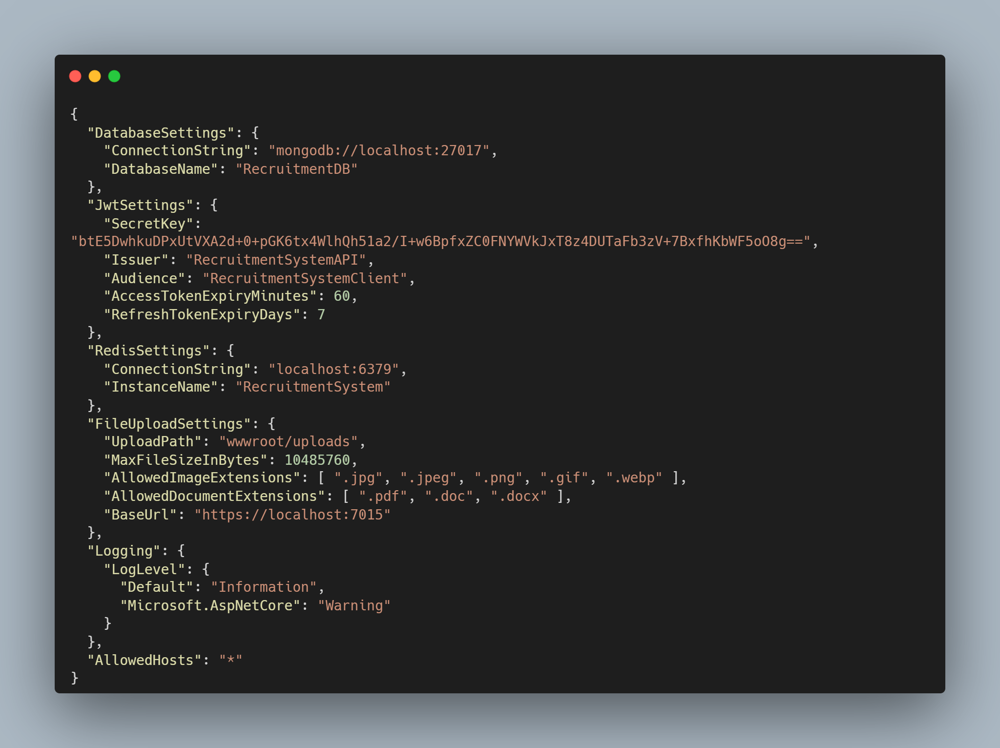 {
  "DatabaseSettings": {
    "ConnectionString": "mongodb://localhost:27017",
    "DatabaseName": "RecruitmentDB"
  },
  "JwtSettings": {
    "SecretKey":
"btE5DwhkuDPxUtVXA2d+0+pGK6tx4WlhQh51a2/I+w6BpfxZC0FNYWVkJxT8z4DUTaFb3zV+7BxfhKbWF5oO8g==",
    "Issuer": "RecruitmentSystemAPI",
    "Audience": "RecruitmentSystemClient",
    "AccessTokenExpiryMinutes": 60,
    "RefreshTokenExpiryDays": 7
  },
  "RedisSettings": {
    "ConnectionString": "localhost:6379",
    "InstanceName": "RecruitmentSystem"
  },
  "FileUploadSettings": {
    "UploadPath": "wwwroot/uploads",
    "MaxFileSizeInBytes": 10485760,
    "AllowedImageExtensions": [ ".jpg", ".jpeg", ".png", ".gif", ".webp" ],
    "AllowedDocumentExtensions": [ ".pdf", ".doc", ".docx" ],
    "BaseUrl": "https://localhost:7015"
  },
  "Logging": {
    "LogLevel": {
      "Default": "Information",
      "Microsoft.AspNetCore": "Warning"
    }
  },
  "AllowedHosts": "*"
}